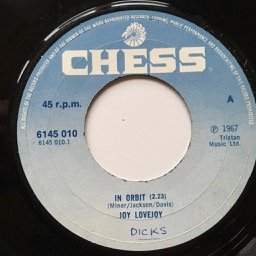 CHESS
45 r.p.m.
A
6145 010
6145 010.1
℗ 1967
Tristan
Music Ltd.
IN ORBIT (2.23)
(Miner/Jackson/Davis)
JOY LOVEJOY
DICKS